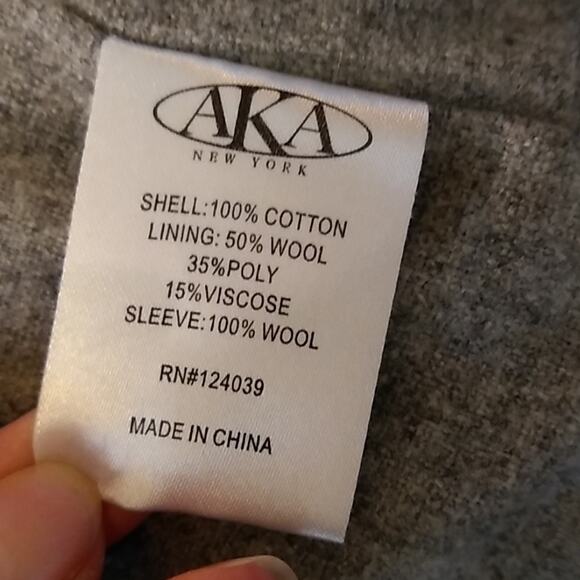 AKA
NEW YORK
SHELL:100% COTTON
LINING: 50% WOOL
35%POLY
15%VISCOSE
SLEEVE:100% WOOL
RN#124039
MADE IN CHINA